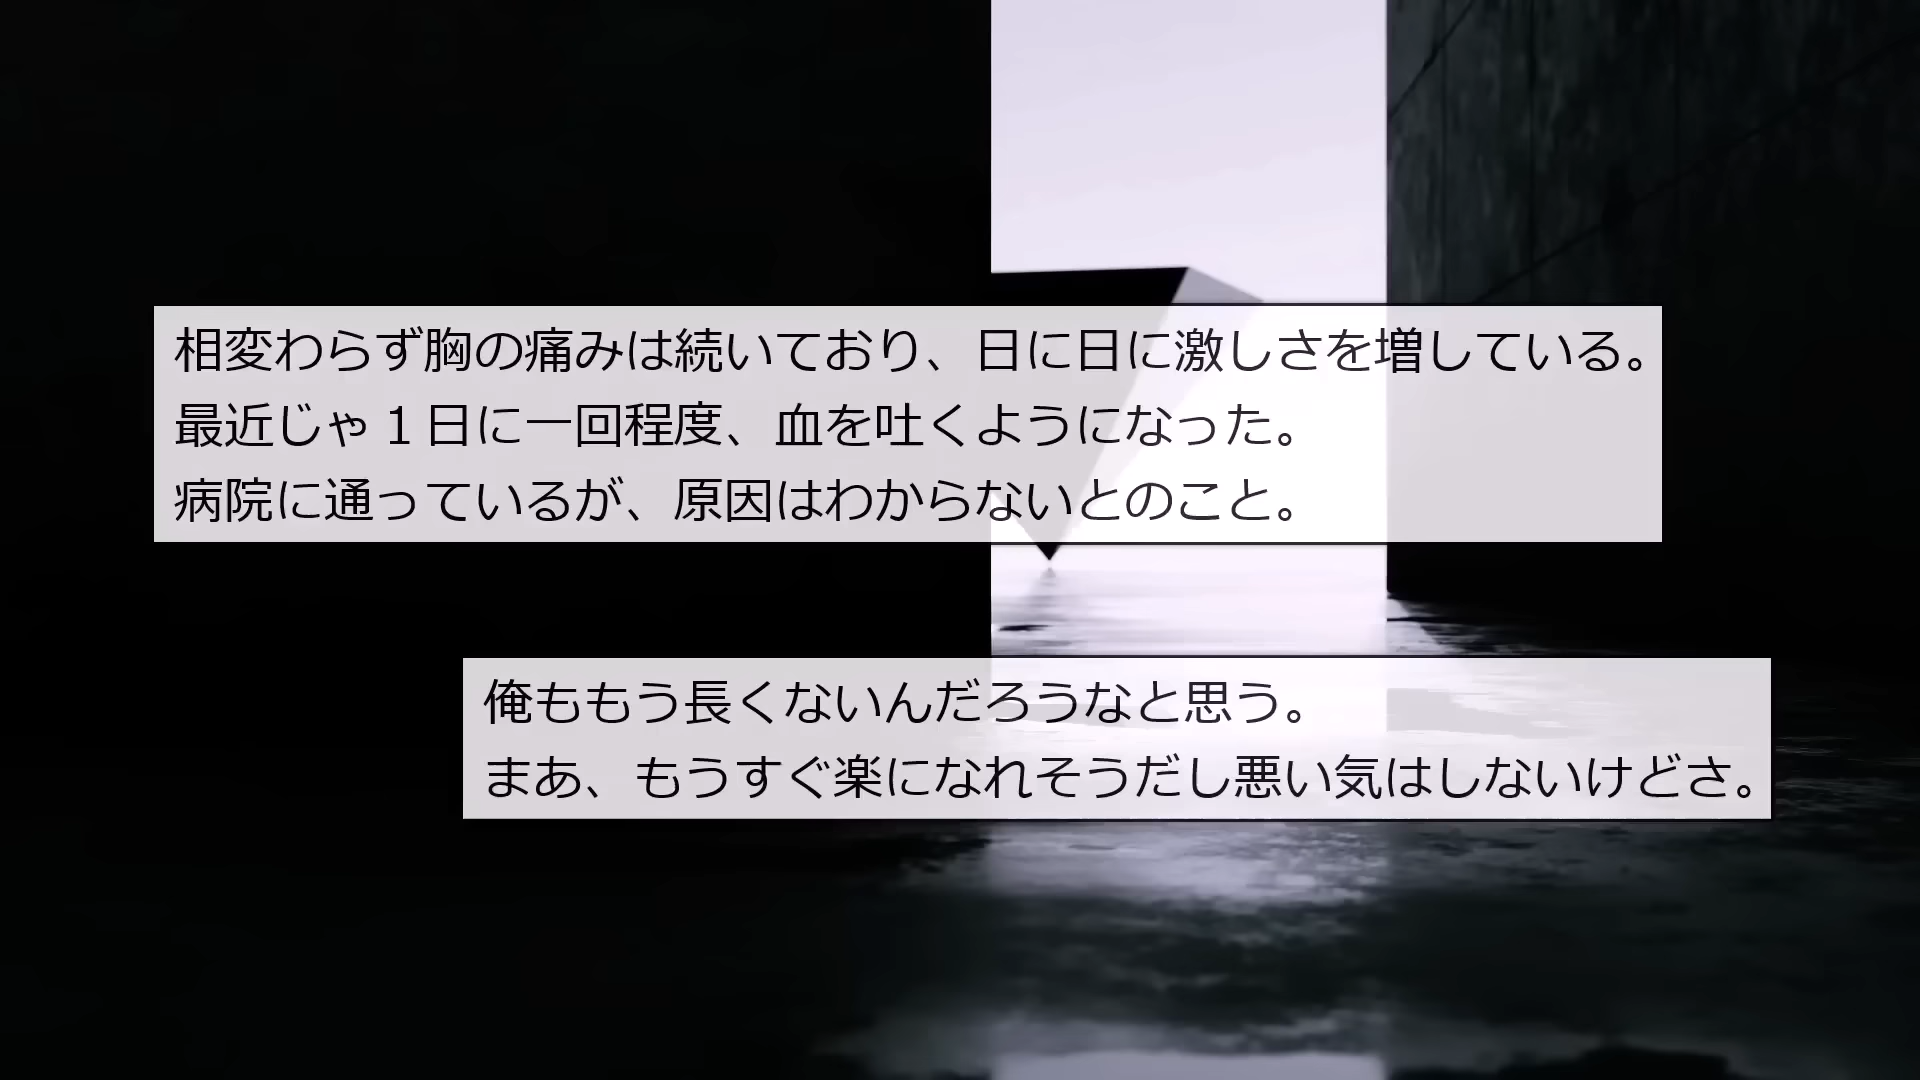 相変わらず胸の痛みは続いており、日に日に激しさを増している。
最近じゃ１日に一回程度、血を吐くようになった。
病院に通っているが、原因はわからないとのこと。
俺ももう長くないんだろうなと思う。
まあ、もうすぐ楽になれそうだし悪い気はしないけどさ。